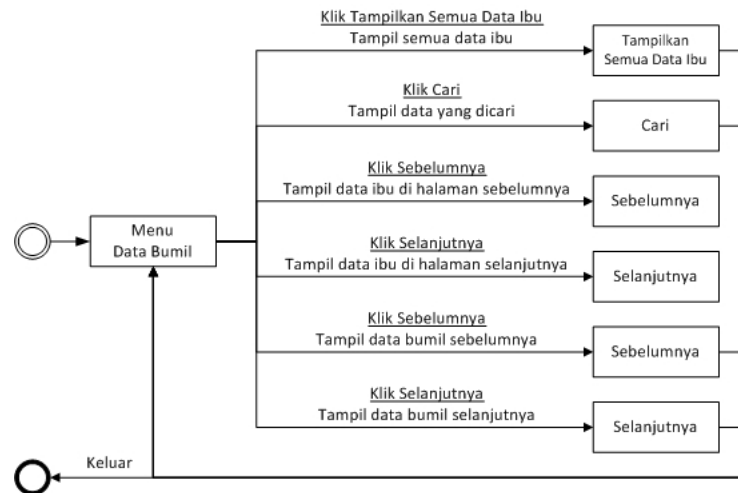 Klik Tampilkan Semua Data Ibu
Tampil semua data ibu
Tampilkan
Semua Data Ibu
Klik Cari
Tampil data yang dicari
Cari
Klik Sebelumnya
Tampil data ibu di halaman sebelumnya
Sebelumnya
Menu
Data Bumil
Klik Selanjutnya
Tampil data ibu di halaman selanjutnya
Selanjutnya
Klik Sebelumnya
Tampil data bumil sebelumnya
Sebelumnya
Klik Selanjutnya
Tampil data bumil selanjutnya
Selanjutnya
Keluar